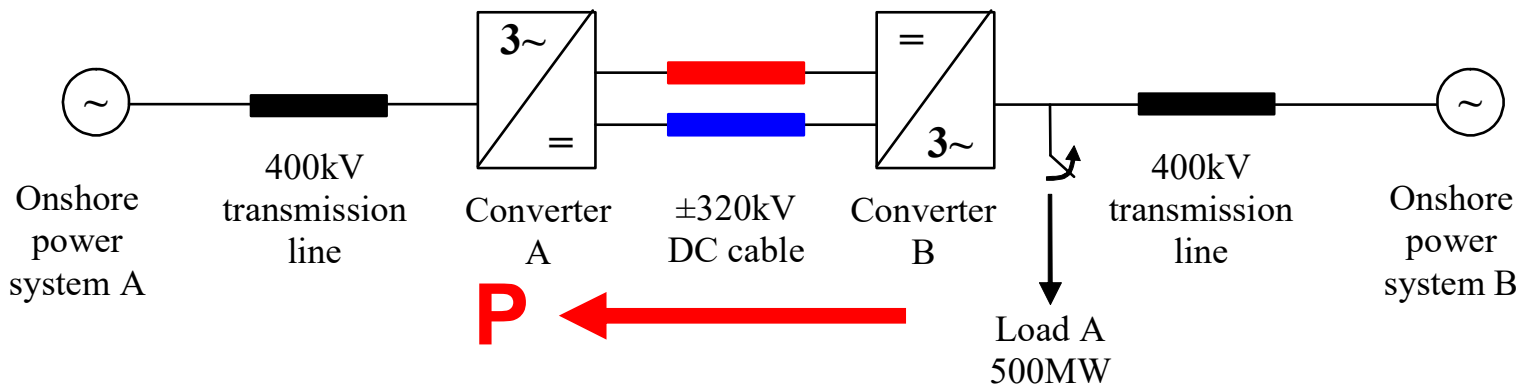 3~
=
=
3~
~
~
Onshore
power
system A
400kV
transmission
line
Converter
A
±320kV
DC cable
Converter
B
400kV
transmission
line
Onshore
power
system B
P
Load A
500MW